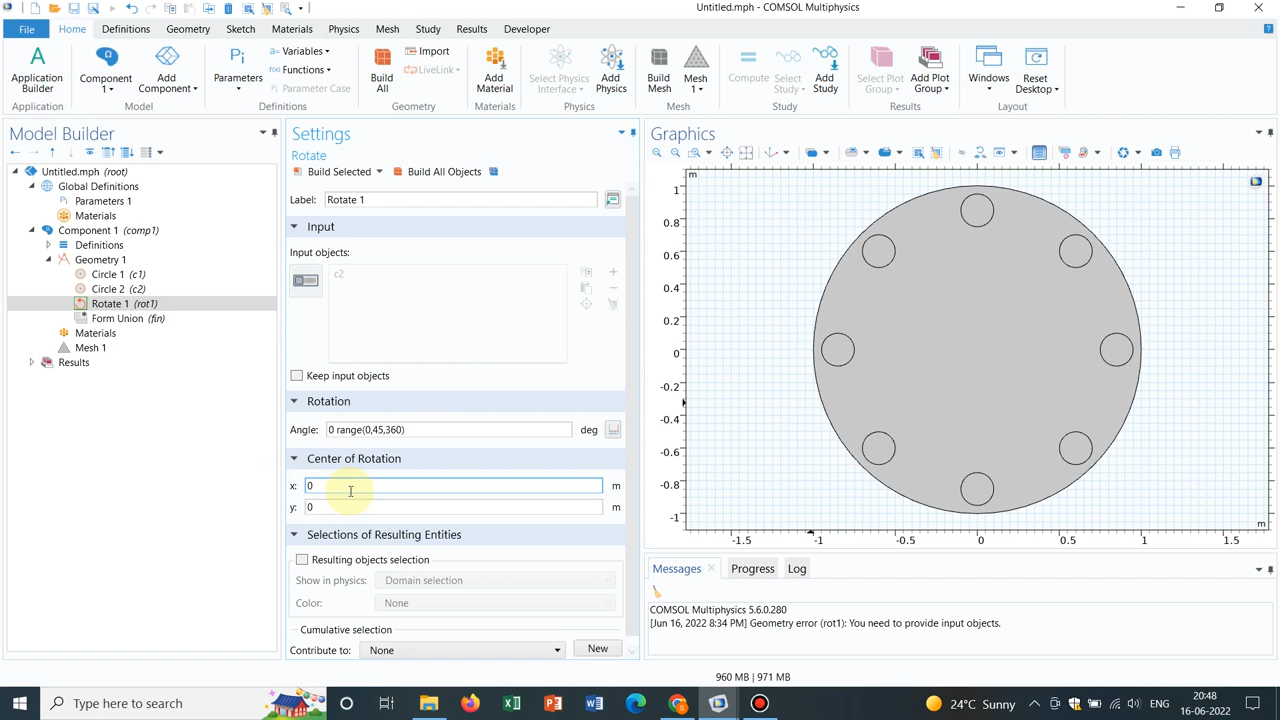 Untitled.mph - COMSOL Multiphysics
File Home Definitions Geometry Sketch Materials Physics Mesh Study Results Developer
Application Builder
Component 1
Add Component
Parameters
a= Variables
f(x) Functions
Pi Parameter Case
Build All
Import
LiveLink
Add Material
Select Physics Interface
Add Physics
Build Mesh
Mesh 1
Compute
Select Study
Add Study
Select Plot Group
Add Plot Group
Windows
Reset Desktop
Application Model Definitions Geometry Materials Physics Mesh Study Results Layout
Model Builder
Untitled.mph (root)
Global Definitions
Parameters 1
Materials
Component 1 (comp1)
Definitions
Geometry 1
Circle 1 (c1)
Circle 2 (c2)
Rotate 1 (rot1)
Form Union (fin)
Materials
Mesh 1
Results
Settings
Rotate
Build Selected Build All Objects
Label: Rotate 1
Input
Input objects:
c2
Keep input objects
Rotation
Angle: 0 range(0,45,360) deg
Center of Rotation
x: 0 m
y: 0 m
Selections of Resulting Entities
Resulting objects selection
Show in physics: Domain selection
Color: None
Cumulative selection
Contribute to: None New
Graphics
m
1
0.8
0.6
0.4
0.2
0
-0.2
-0.4
-0.6
-0.8
-1
m
-1.5 -1 -0.5 0 0.5 1 1.5
Messages Progress Log
COMSOL Multiphysics 5.6.0.280
[Jun 16, 2022 8:34 PM] Geometry error (rot1): You need to provide input objects.
960 MB | 971 MB
Type here to search
24°C Sunny
ENG
20:48
16-06-2022